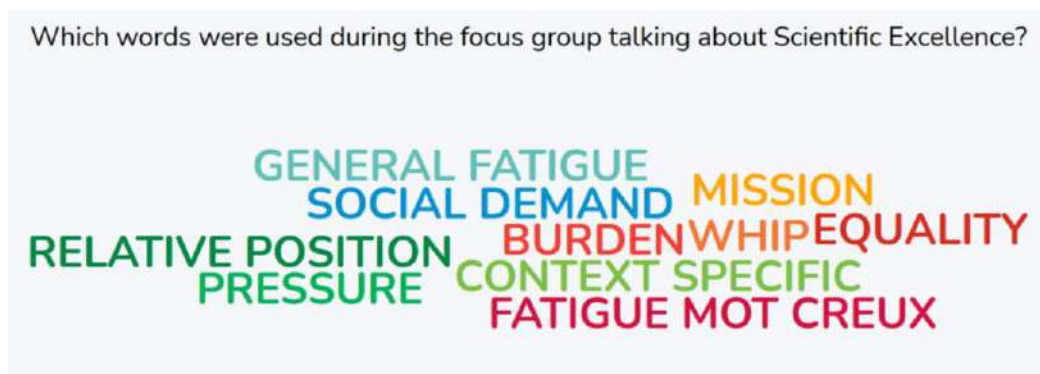 Which words were used during the focus group talking about Scientific Excellence?
GENERAL FATIGUE
SOCIAL DEMAND
MISSION
RELATIVE POSITION
BURDEN
WHIP
EQUALITY
PRESSURE
CONTEXT SPECIFIC
FATIGUE MOT CREUX